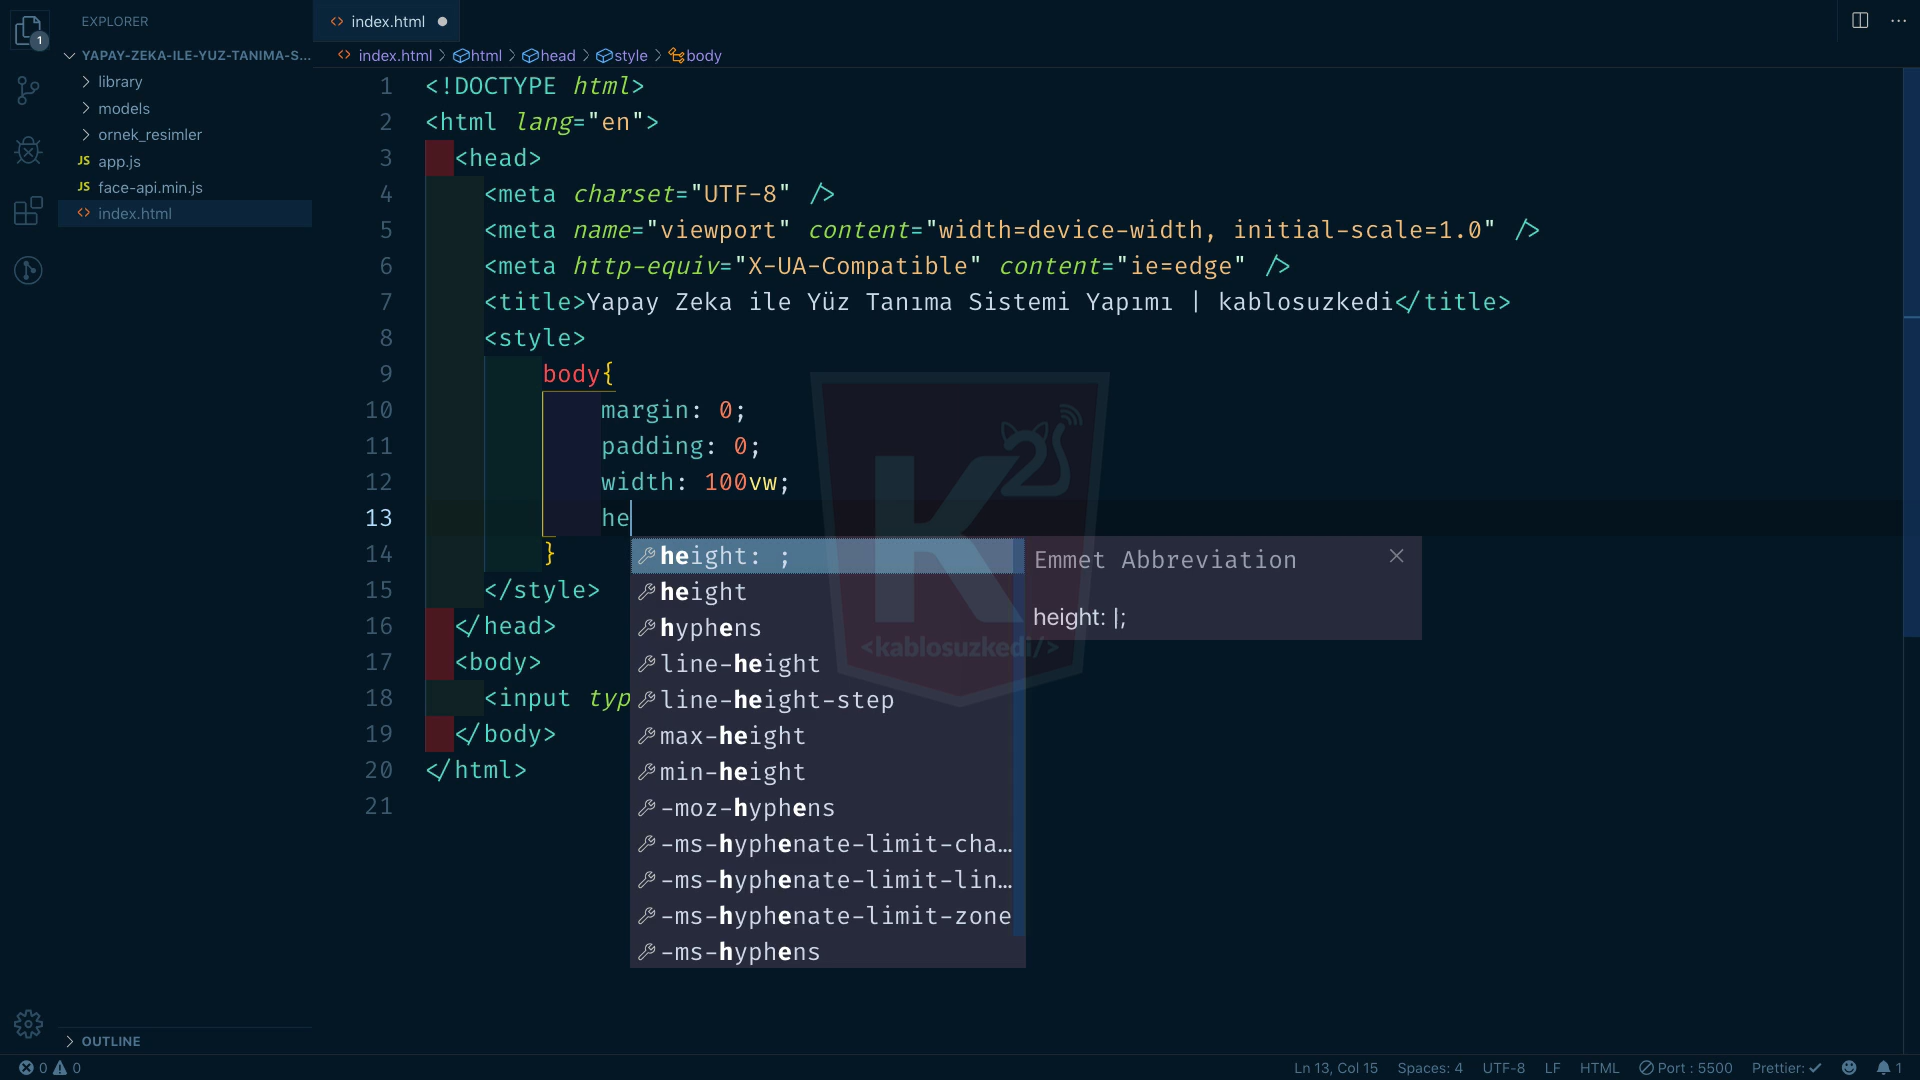 EXPLORER
index.html
1
YAPAY-ZEKA-ILE-YUZ-TANIMA-S...
index.html > html > head > style > body
library
models
ornek_resimler
JS app.js
JS face-api.min.js
index.html
1 <!DOCTYPE html>
2 <html lang="en">
3 <head>
4 <meta charset="UTF-8" />
5 <meta name="viewport" content="width=device-width, initial-scale=1.0" />
6 <meta http-equiv="X-UA-Compatible" content="ie=edge" />
7 <title>Yapay Zeka ile Yüz Tanıma Sistemi Yapımı | kablosuzkedi</title>
8 <style>
9 body{
10 margin: 0;
11 padding: 0;
12 width: 100vw;
13 he
14 }
15 </style>
16 </head>
17 <body>
18 <input typ
19 </body>
20 </html>
21
height: ;
height
hyphens
line-height
line-height-step
max-height
min-height
-moz-hyphens
-ms-hyphenate-limit-cha...
-ms-hyphenate-limit-lin...
-ms-hyphenate-limit-zone
-ms-hyphens
Emmet Abbreviation
height: |;
K
<kablosuzkedi/>
OUTLINE
0 0
Ln 13, Col 15 Spaces: 4 UTF-8 LF HTML Port : 5500 Prettier: ✓ 1